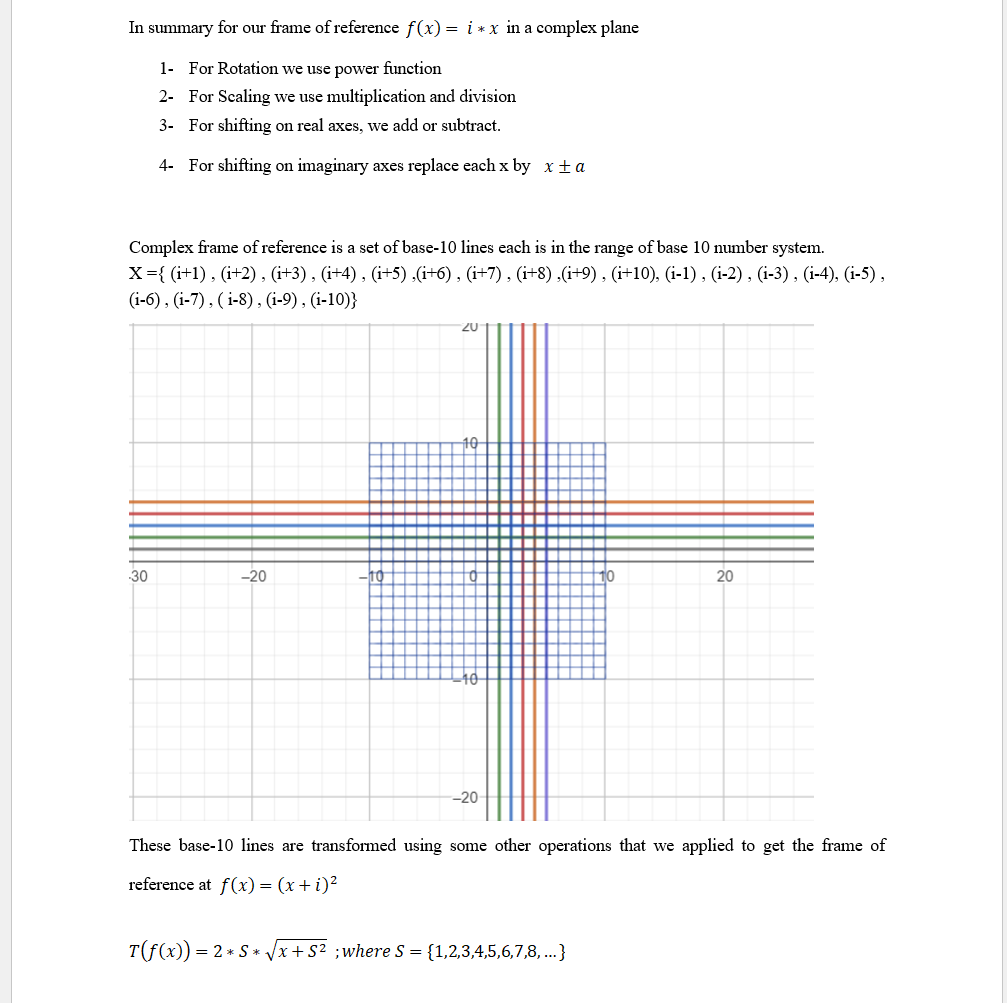 In summary for our frame of reference f(x) = i * x in a complex plane
1- For Rotation we use power function
2- For Scaling we use multiplication and division
3- For shifting on real axes, we add or subtract.
4- For shifting on imaginary axes replace each x by x ± a
Complex frame of reference is a set of base-10 lines each is in the range of base 10 number system.
X ={ (i+1) , (i+2) , (i+3) , (i+4) , (i+5) ,(i+6) , (i+7) , (i+8) ,(i+9) , (i+10), (i-1) , (i-2) , (i-3) , (i-4), (i-5) ,
(i-6) , (i-7) , ( i-8) , (i-9) , (i-10)}
20
10
-30 -20 -10 0 10 20
-10
-20
These base-10 lines are transformed using some other operations that we applied to get the frame of
reference at f(x) = (x + i)²
T(f(x)) = 2 * S * √x + S² ; where S = {1,2,3,4,5,6,7,8, ... }